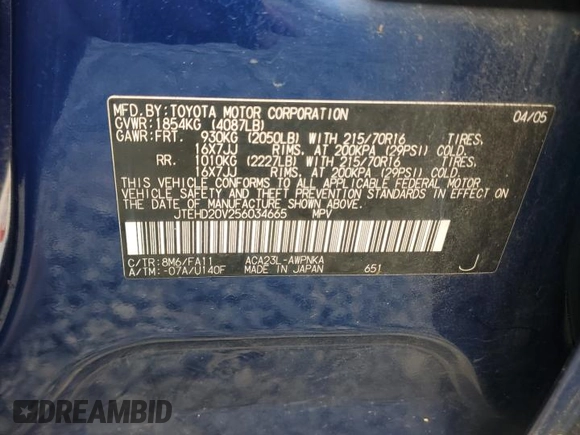 MFD. BY: TOYOTA MOTOR CORPORATION 04/05
GVWR: 1854KG (4087LB)
GAWR: FRT. 930KG (2050LB) WITH 215/70R16 TIRES,
16X7JJ RIMS, AT 200KPA (29PSI) COLD.
RR. 1010KG (2227LB) WITH 215/70R16 TIRES,
16X7JJ RIMS, AT 200KPA (29PSI) COLD.
THIS VEHICLE CONFORMS TO ALL APPLICABLE FEDERAL MOTOR
VEHICLE SAFETY AND THEFT PREVENTION STANDARDS IN EFFECT ON
THE DATE OF MANUFACTURE SHOWN ABOVE.
JTEHD20V256034665 MPV
C/TR: 8M6/FA11 ACA23L-AWPNKA
A/TM: -07A/U140F MADE IN JAPAN 651 J
DREAMBID